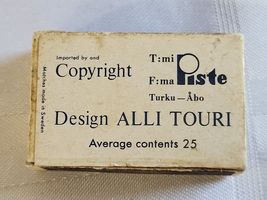 Matches made in Sweden
Imported by and
Copyright
T:mi
F:ma
Piste
Turku—Åbo
Design ALLI TOURI
Average contents 25